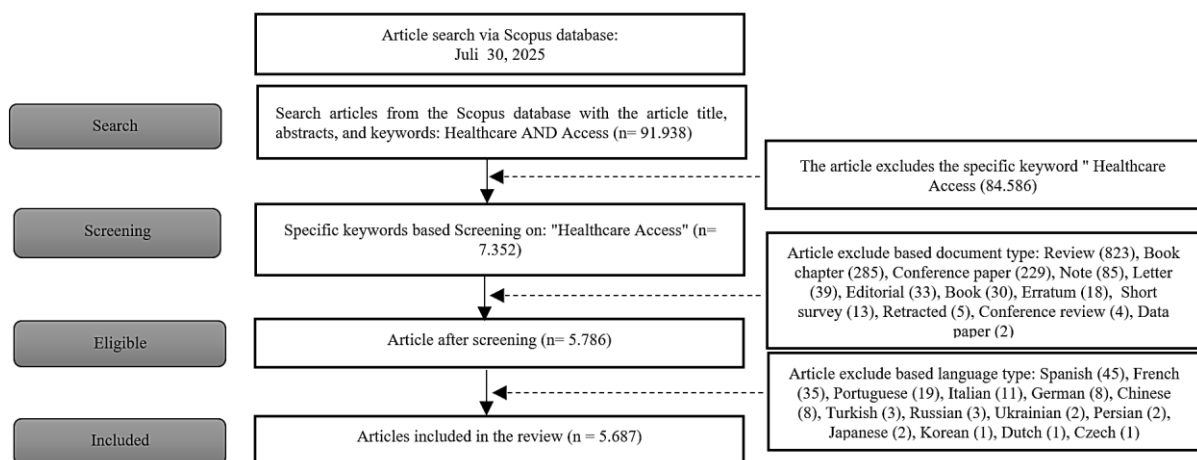 Article search via Scopus database:
Juli 30, 2025
Search
Search articles from the Scopus database with the article title,
abstracts, and keywords: Healthcare AND Access (n= 91.938)
The article excludes the specific keyword " Healthcare
Access (84.586)
Screening
Specific keywords based Screening on: "Healthcare Access" (n=
7.352)
Article exclude based document type: Review (823), Book
chapter (285), Conference paper (229), Note (85), Letter
(39), Editorial (33), Book (30), Erratum (18), Short
survey (13), Retracted (5), Conference review (4), Data
paper (2)
Eligible
Article after screening (n= 5.786)
Article exclude based language type: Spanish (45), French
(35), Portuguese (19), Italian (11), German (8), Chinese
(8), Turkish (3), Russian (3), Ukrainian (2), Persian (2),
Japanese (2), Korean (1), Dutch (1), Czech (1)
Included
Articles included in the review (n = 5.687)